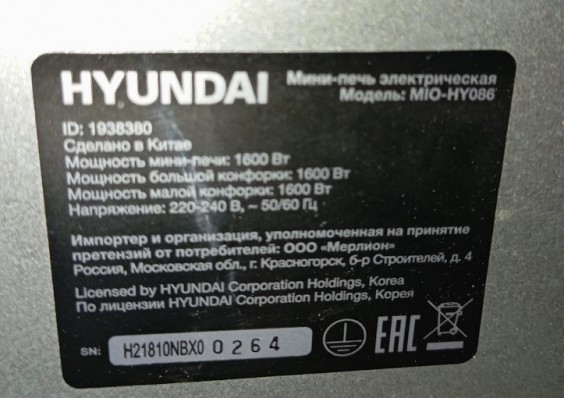 HYUNDAI
Мини-печь электрическая
Модель: MIO-HY086
ID: 1938380
Сделано в Китае
Мощность мини-печи: 1600 Вт
Мощность большой конфорки: 1600 Вт
Мощность малой конфорки: 1600 Вт
Напряжение: 220-240 В, ~ 50/60 Гц
Импортер и организация, уполномоченная на принятие
претензий от потребителей: ООО «Мерлион»
Россия, Московская обл., г. Красногорск, б-р Строителей, д. 4
Licensed by HYUNDAI Corporation Holdings, Korea
По лицензии HYUNDAI Corporation Holdings, Корея
SN: H21810NBX0 0264
EAC